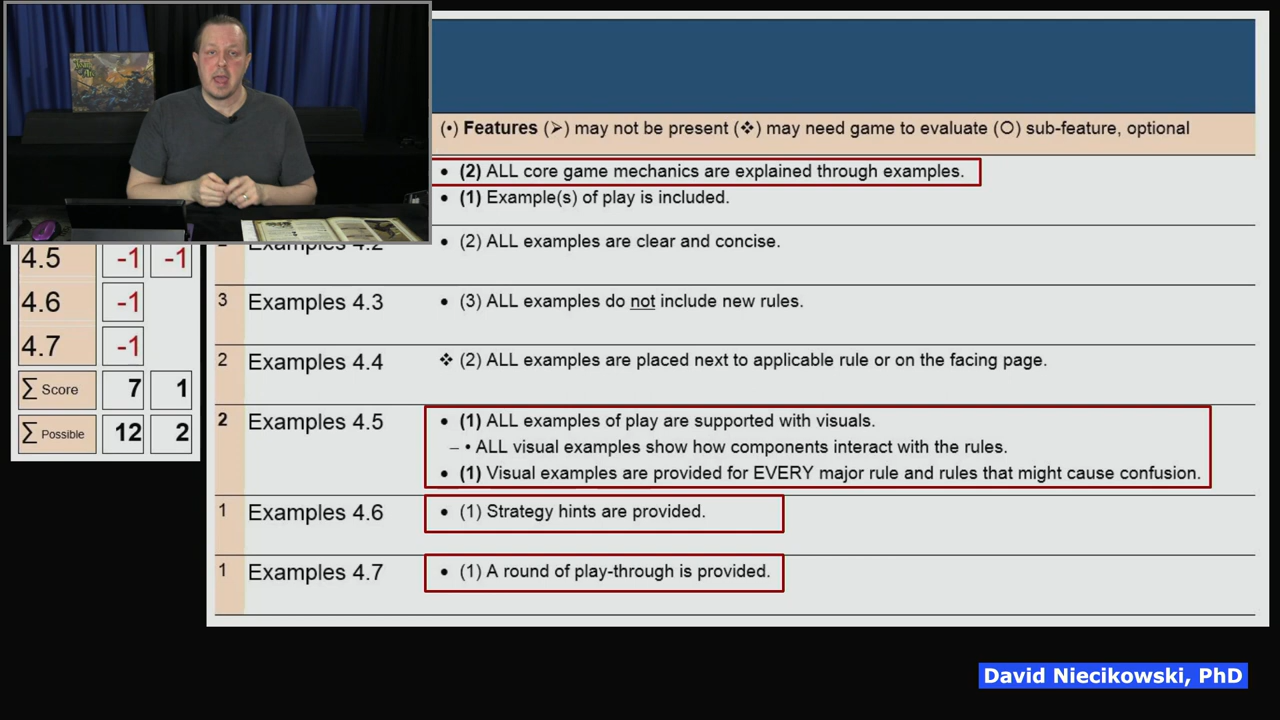 (•) Features (➢) may not be present (❖) may need game to evaluate (O) sub-feature, optional
• (2) ALL core game mechanics are explained through examples.
• (1) Example(s) of play is included.
Examples 4.2 • (2) ALL examples are clear and concise.
3 Examples 4.3 • (3) ALL examples do not include new rules.
2 Examples 4.4 ❖ (2) ALL examples are placed next to applicable rule or on the facing page.
2 Examples 4.5 • (1) ALL examples of play are supported with visuals.
– • ALL visual examples show how components interact with the rules.
• (1) Visual examples are provided for EVERY major rule and rules that might cause confusion.
1 Examples 4.6 • (1) Strategy hints are provided.
1 Examples 4.7 • (1) A round of play-through is provided.
4.5 -1 -1
4.6 -1
4.7 -1
∑ Score 7 1
∑ Possible 12 2
David Niecikowski, PhD